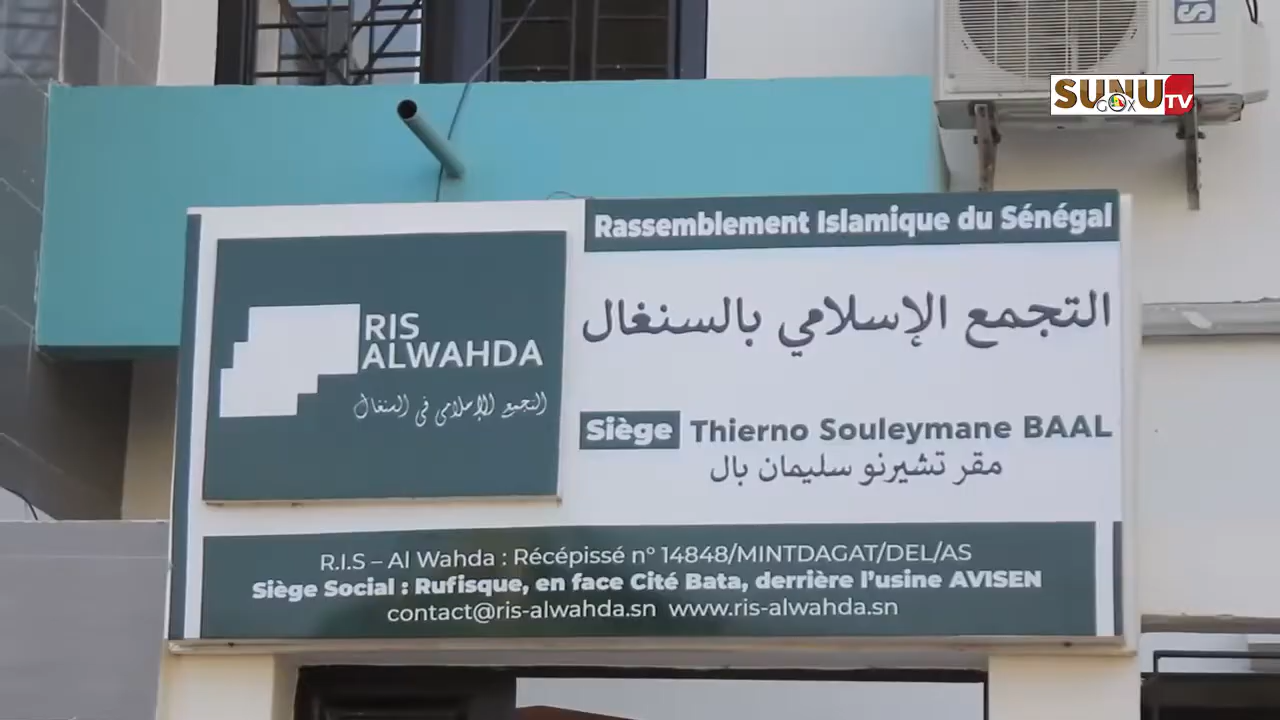 SUNU
GOX
TV
Rassemblement Islamique du Sénégal
التجمع الإسلامي بالسنغال
RIS
ALWAHDA
التجمع الإسلامي في السنغال
Siège Thierno Souleymane BAAL
مقر تشيرنو سليمان بال
R.I.S – Al Wahda : Récépissé n° 14848/MINTDAGAT/DEL/AS
Siège Social : Rufisque, en face Cité Bata, derrière l'usine AVISEN
contact@ris-alwahda.sn www.ris-alwahda.sn